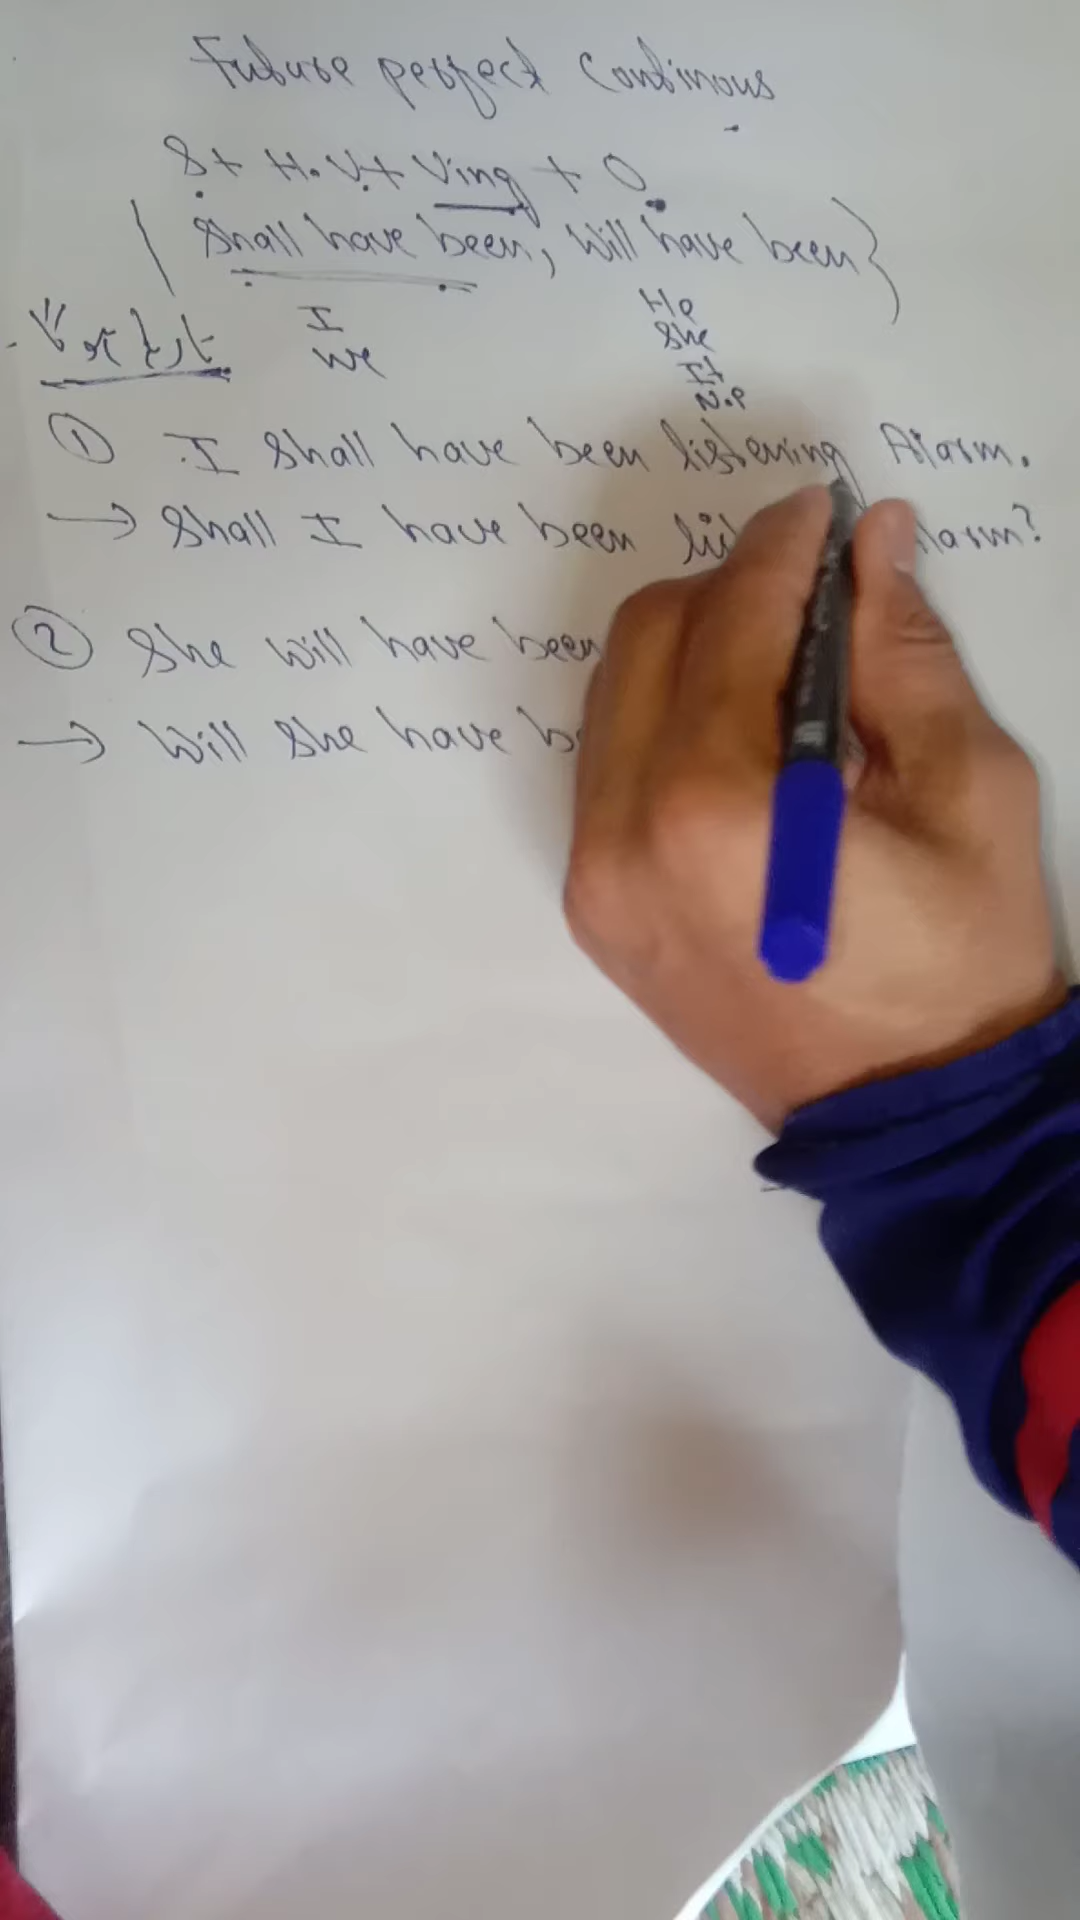 Future perfect Continous
S+ H.V.+ Ving + O
( Shall have been, Will have been }
I
We
He
She
It
N.P
① I Shall have been listening Alarm.
→ Shall I have been
② She will have been
→ Will She have